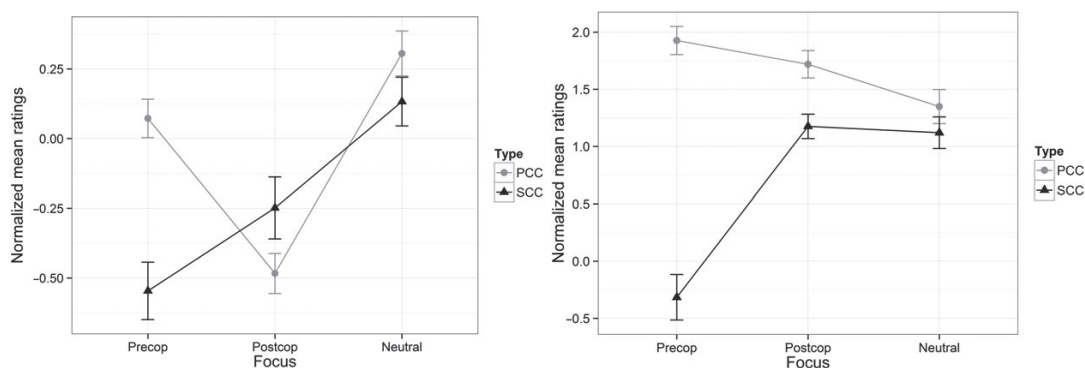 Normalized mean ratings
0.25
0.00
−0.25
−0.50
Precop Postcop Neutral
Focus
Type
PCC
SCC
Normalized mean ratings
2.0
1.5
1.0
0.5
0.0
−0.5
Precop Postcop Neutral
Focus
Type
PCC
SCC